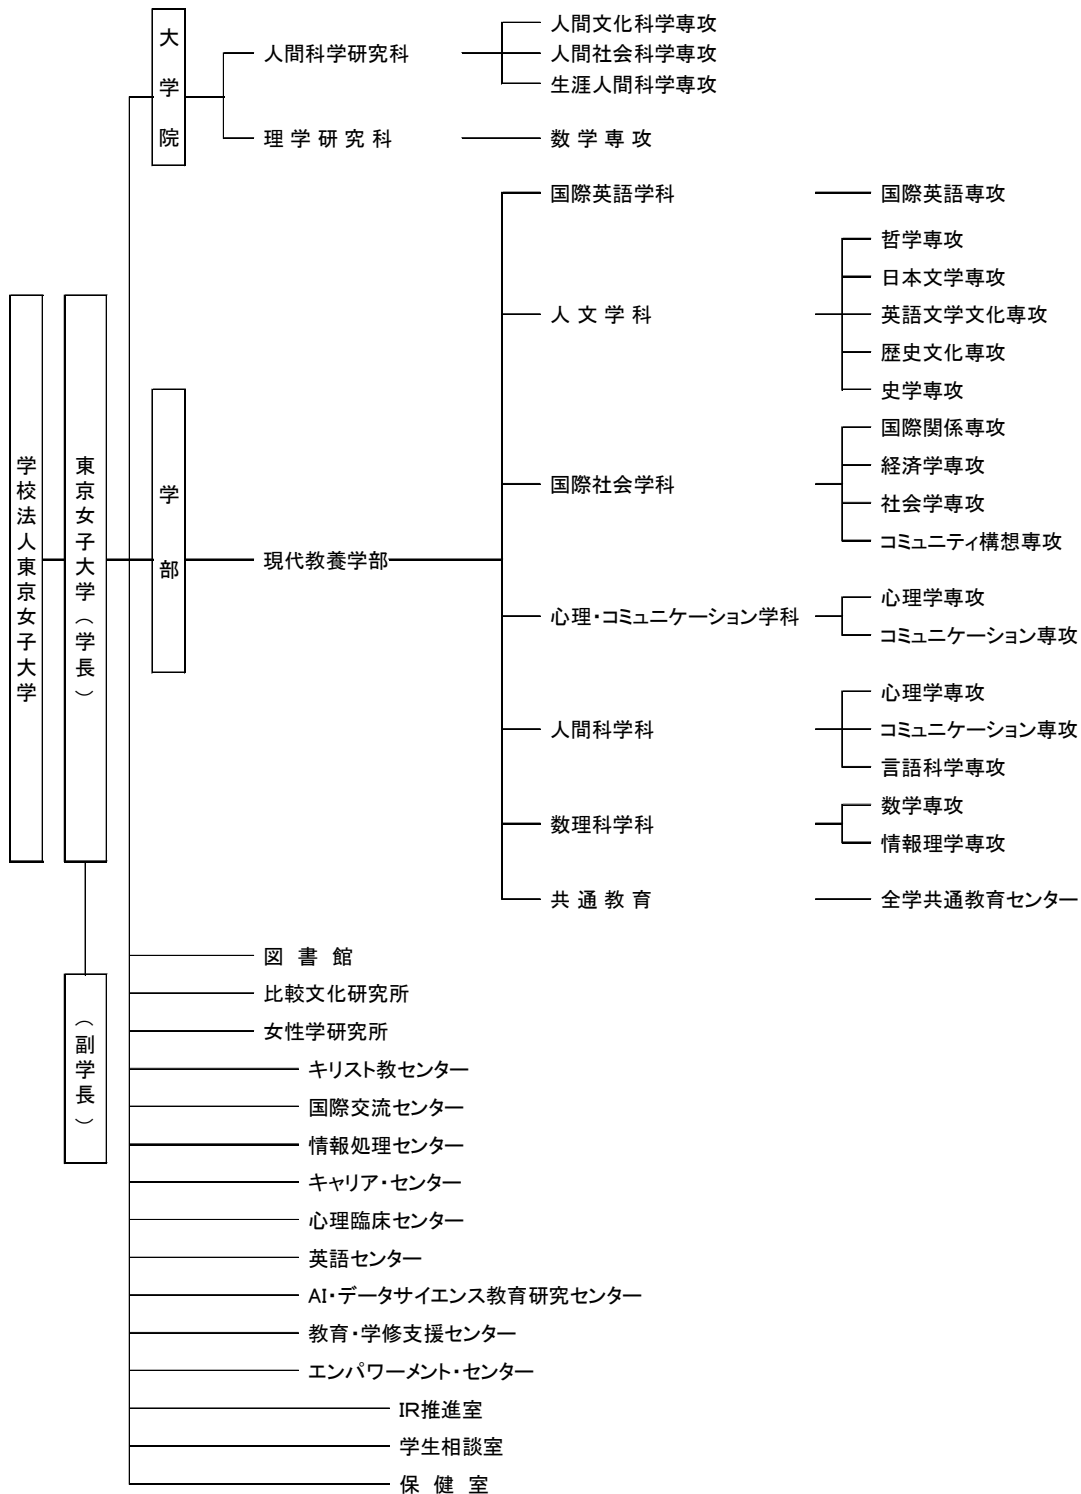 学校法人東京女子大学
東京女子大学(学長)
(副学長)
大学院
人間科学研究科
人間文化科学専攻
人間社会科学専攻
生涯人間科学専攻
理学研究科
数学専攻
学部
現代教養学部
国際英語学科
国際英語専攻
人文学科
哲学専攻
日本文学専攻
英語文学文化専攻
歴史文化専攻
史学専攻
国際社会学科
国際関係専攻
経済学専攻
社会学専攻
コミュニティ構想専攻
心理・コミュニケーション学科
心理学専攻
コミュニケーション専攻
人間科学科
心理学専攻
コミュニケーション専攻
言語科学専攻
数理科学科
数学専攻
情報理学専攻
共通教育
全学共通教育センター
図書館
比較文化研究所
女性学研究所
キリスト教センター
国際交流センター
情報処理センター
キャリア・センター
心理臨床センター
英語センター
AI・データサイエンス教育研究センター
教育・学修支援センター
エンパワーメント・センター
IR推進室
学生相談室
保健室